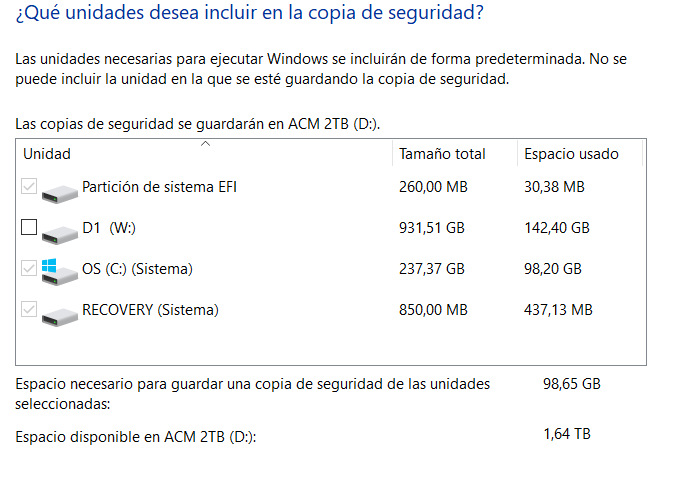 ¿Qué unidades desea incluir en la copia de seguridad?
Las unidades necesarias para ejecutar Windows se incluirán de forma predeterminada. No se
puede incluir la unidad en la que se esté guardando la copia de seguridad.
Las copias de seguridad se guardarán en ACM 2TB (D:).
Unidad Tamaño total Espacio usado
Partición de sistema EFI 260,00 MB 30,38 MB
D1 (W:) 931,51 GB 142,40 GB
OS (C:) (Sistema) 237,37 GB 98,20 GB
RECOVERY (Sistema) 850,00 MB 437,13 MB
Espacio necesario para guardar una copia de seguridad de las unidades 98,65 GB
seleccionadas:
Espacio disponible en ACM 2TB (D:): 1,64 TB